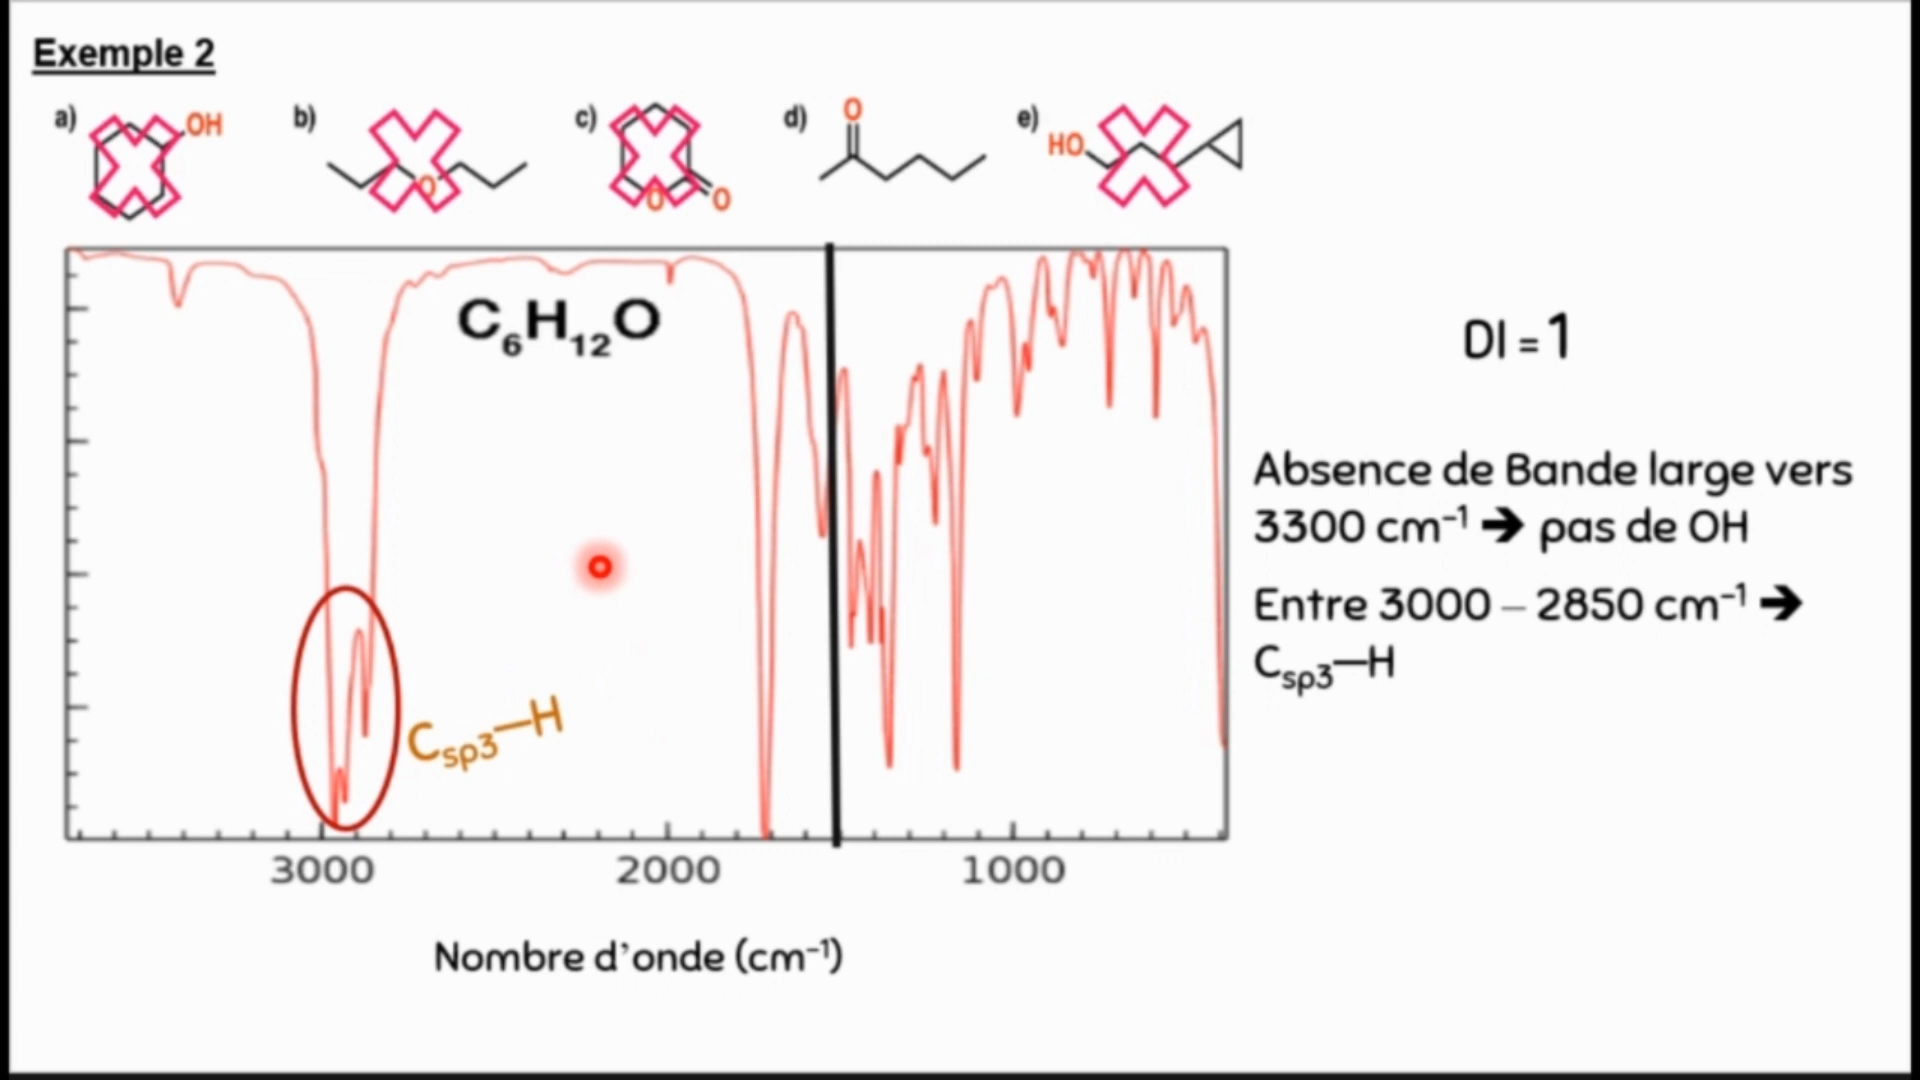 Exemple 2
a) OH b) O c) O O d) O e) HO
C₆H₁₂O
DI = 1
Absence de Bande large vers
3300 cm⁻¹ ➔ pas de OH
Entre 3000 – 2850 cm⁻¹ ➔
Csp3—H
Csp3—H
3000 2000 1000
Nombre d'onde (cm⁻¹)